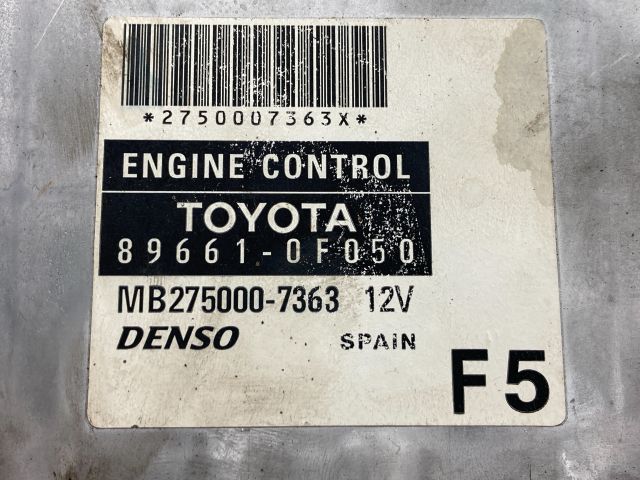 *2750007363X*
ENGINE CONTROL
TOYOTA
89661-0F050
MB275000-7363 12V
DENSO SPAIN
F5